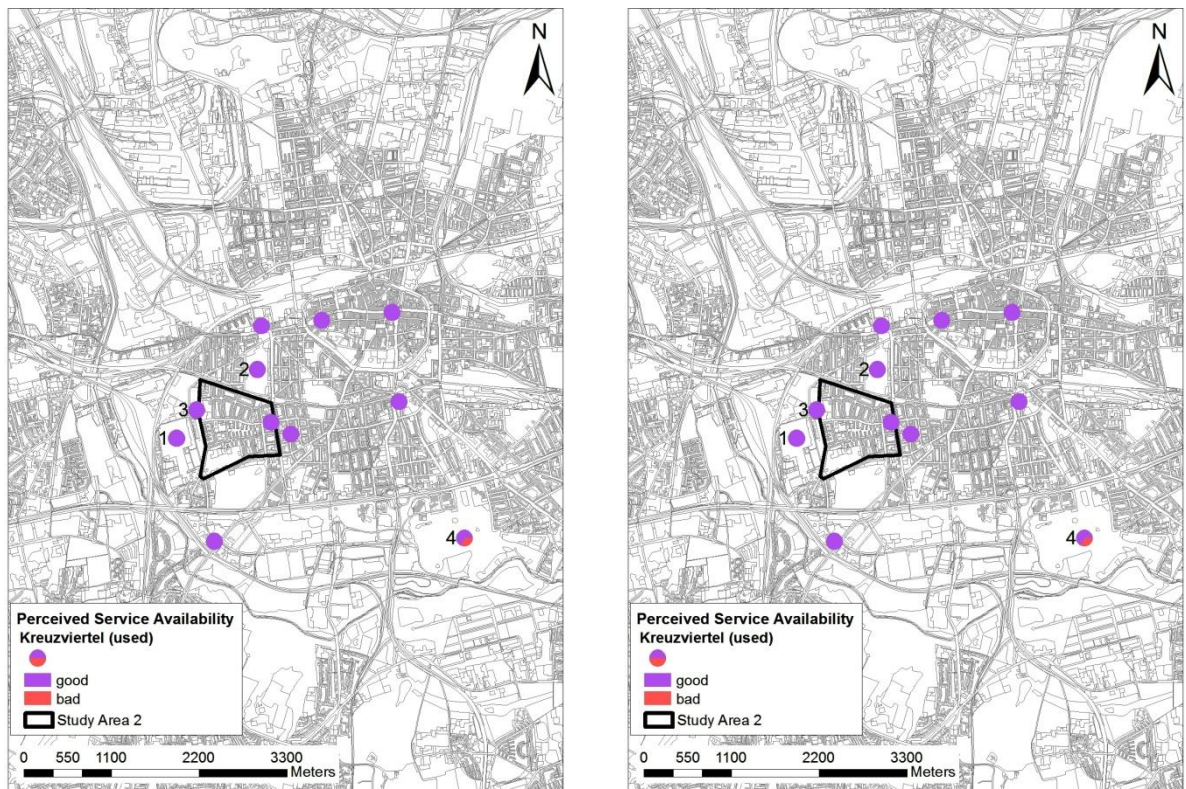 N
2
3
1
4
Perceived Service Availability
Kreuzviertel (used)
good
bad
Study Area 2
0 550 1100 2200 3300
Meters
N
2
3
1
4
Perceived Service Availability
Kreuzviertel (used)
good
bad
Study Area 2
0 550 1100 2200 3300
Meters